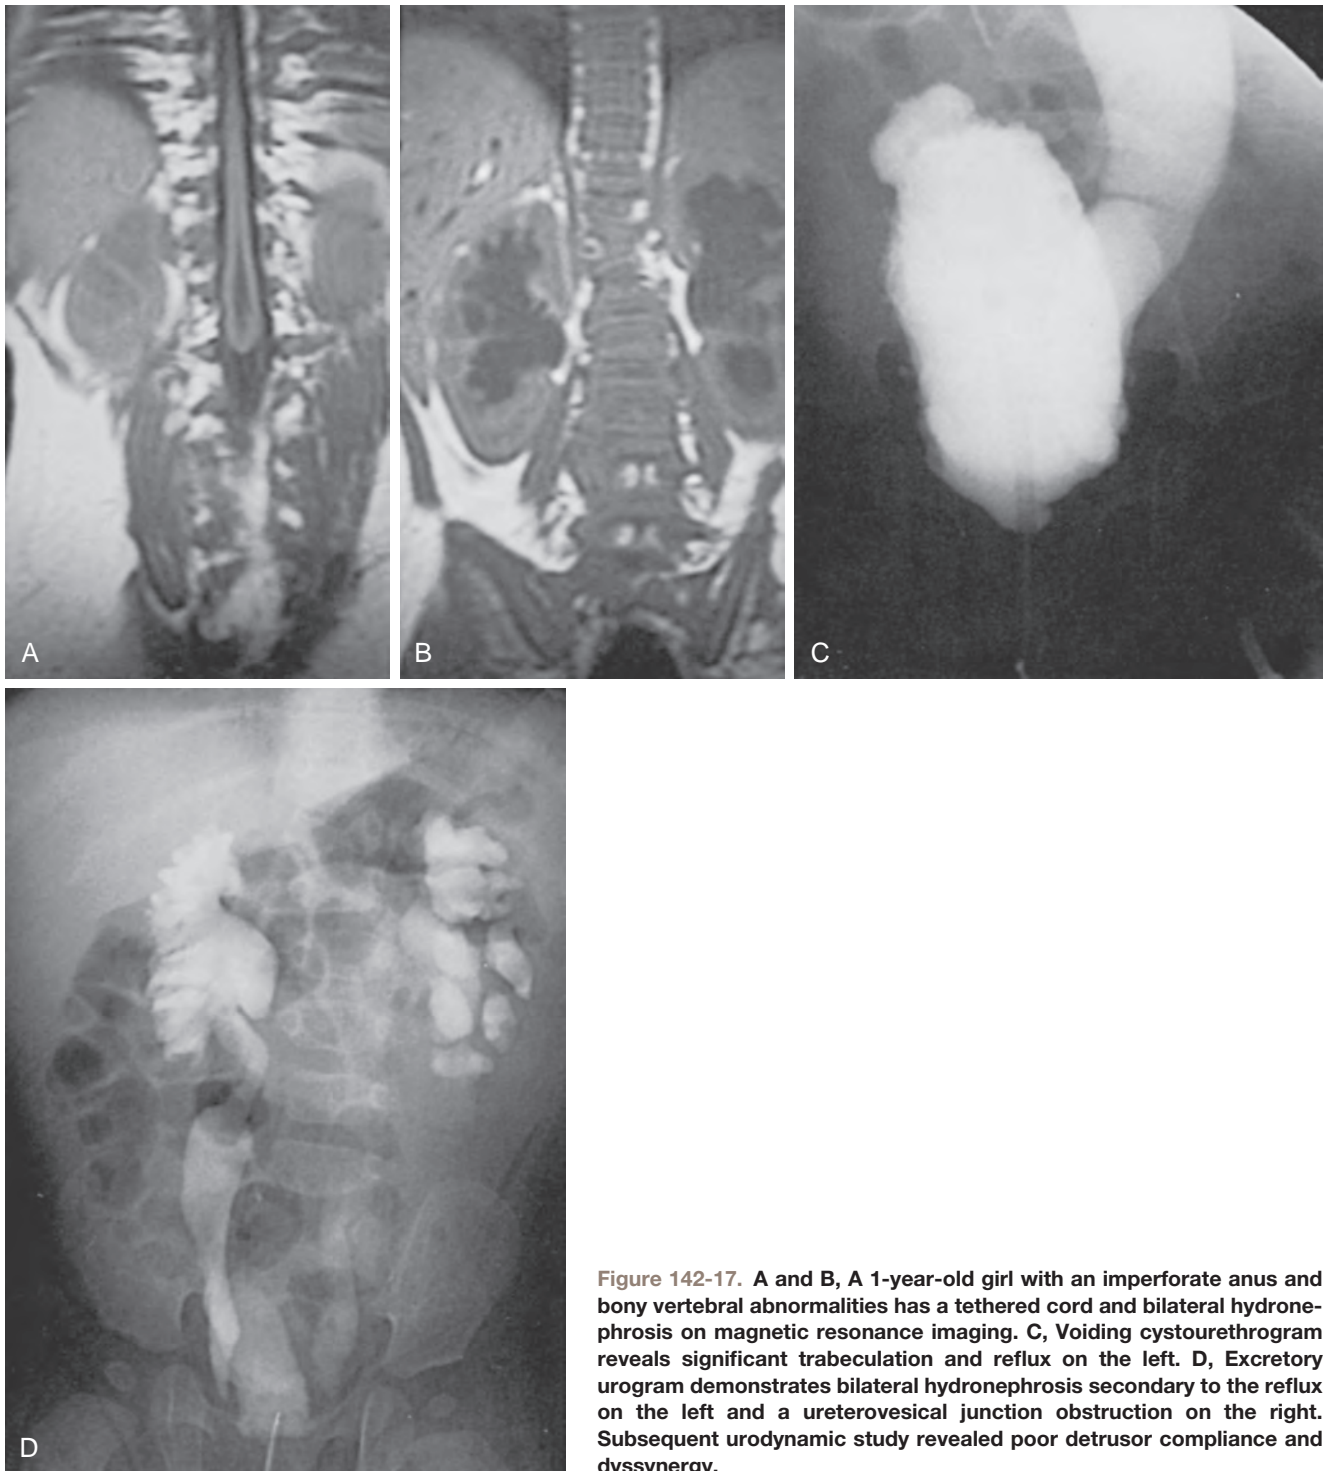 A
B
C
D
Figure 142-17. A and B, A 1-year-old girl with an imperforate anus and
bony vertebral abnormalities has a tethered cord and bilateral hydrone-
phrosis on magnetic resonance imaging. C, Voiding cystourethrogram
reveals significant trabeculation and reflux on the left. D, Excretory
urogram demonstrates bilateral hydronephrosis secondary to the reflux
on the left and a ureterovesical junction obstruction on the right.
Subsequent urodynamic study revealed poor detrusor compliance and
dyssynergy.